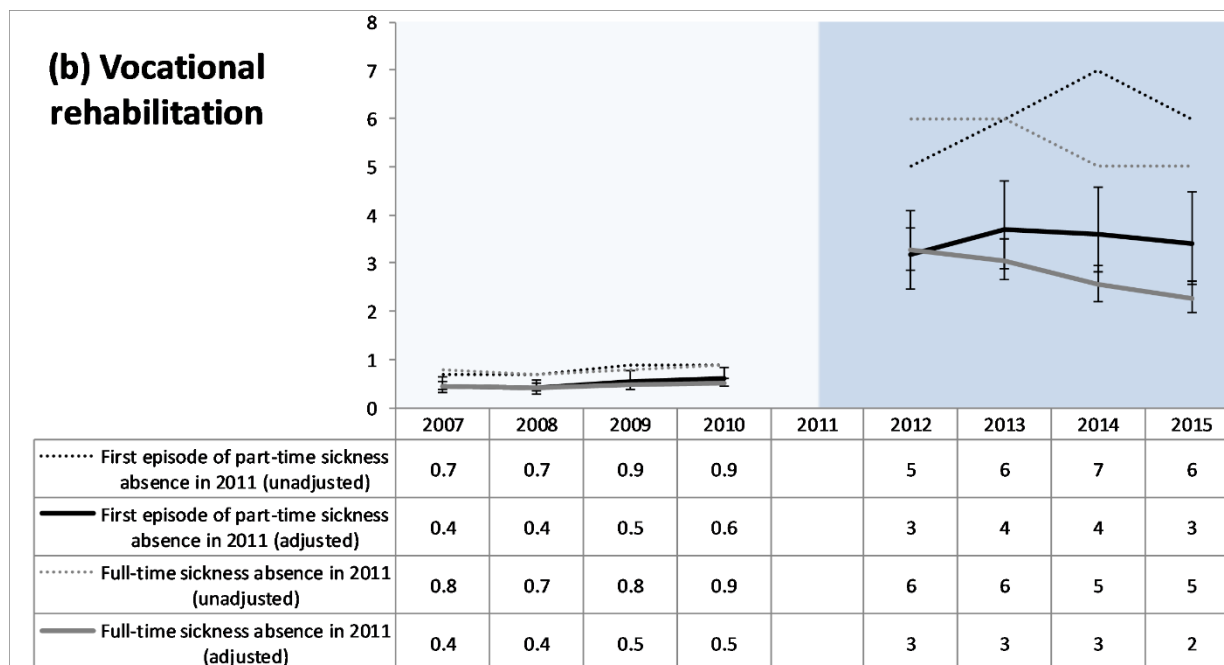 (b) Vocational
rehabilitation
8
7
6
5
4
3
2
1
0
2007 2008 2009 2010 2011 2012 2013 2014 2015
First episode of part-time sickness
absence in 2011 (unadjusted)
0.7 0.7 0.9 0.9 5 6 7 6
First episode of part-time sickness
absence in 2011 (adjusted)
0.4 0.4 0.5 0.6 3 4 4 3
Full-time sickness absence in 2011
(unadjusted)
0.8 0.7 0.8 0.9 6 6 5 5
Full-time sickness absence in 2011
(adjusted)
0.4 0.4 0.5 0.5 3 3 3 2